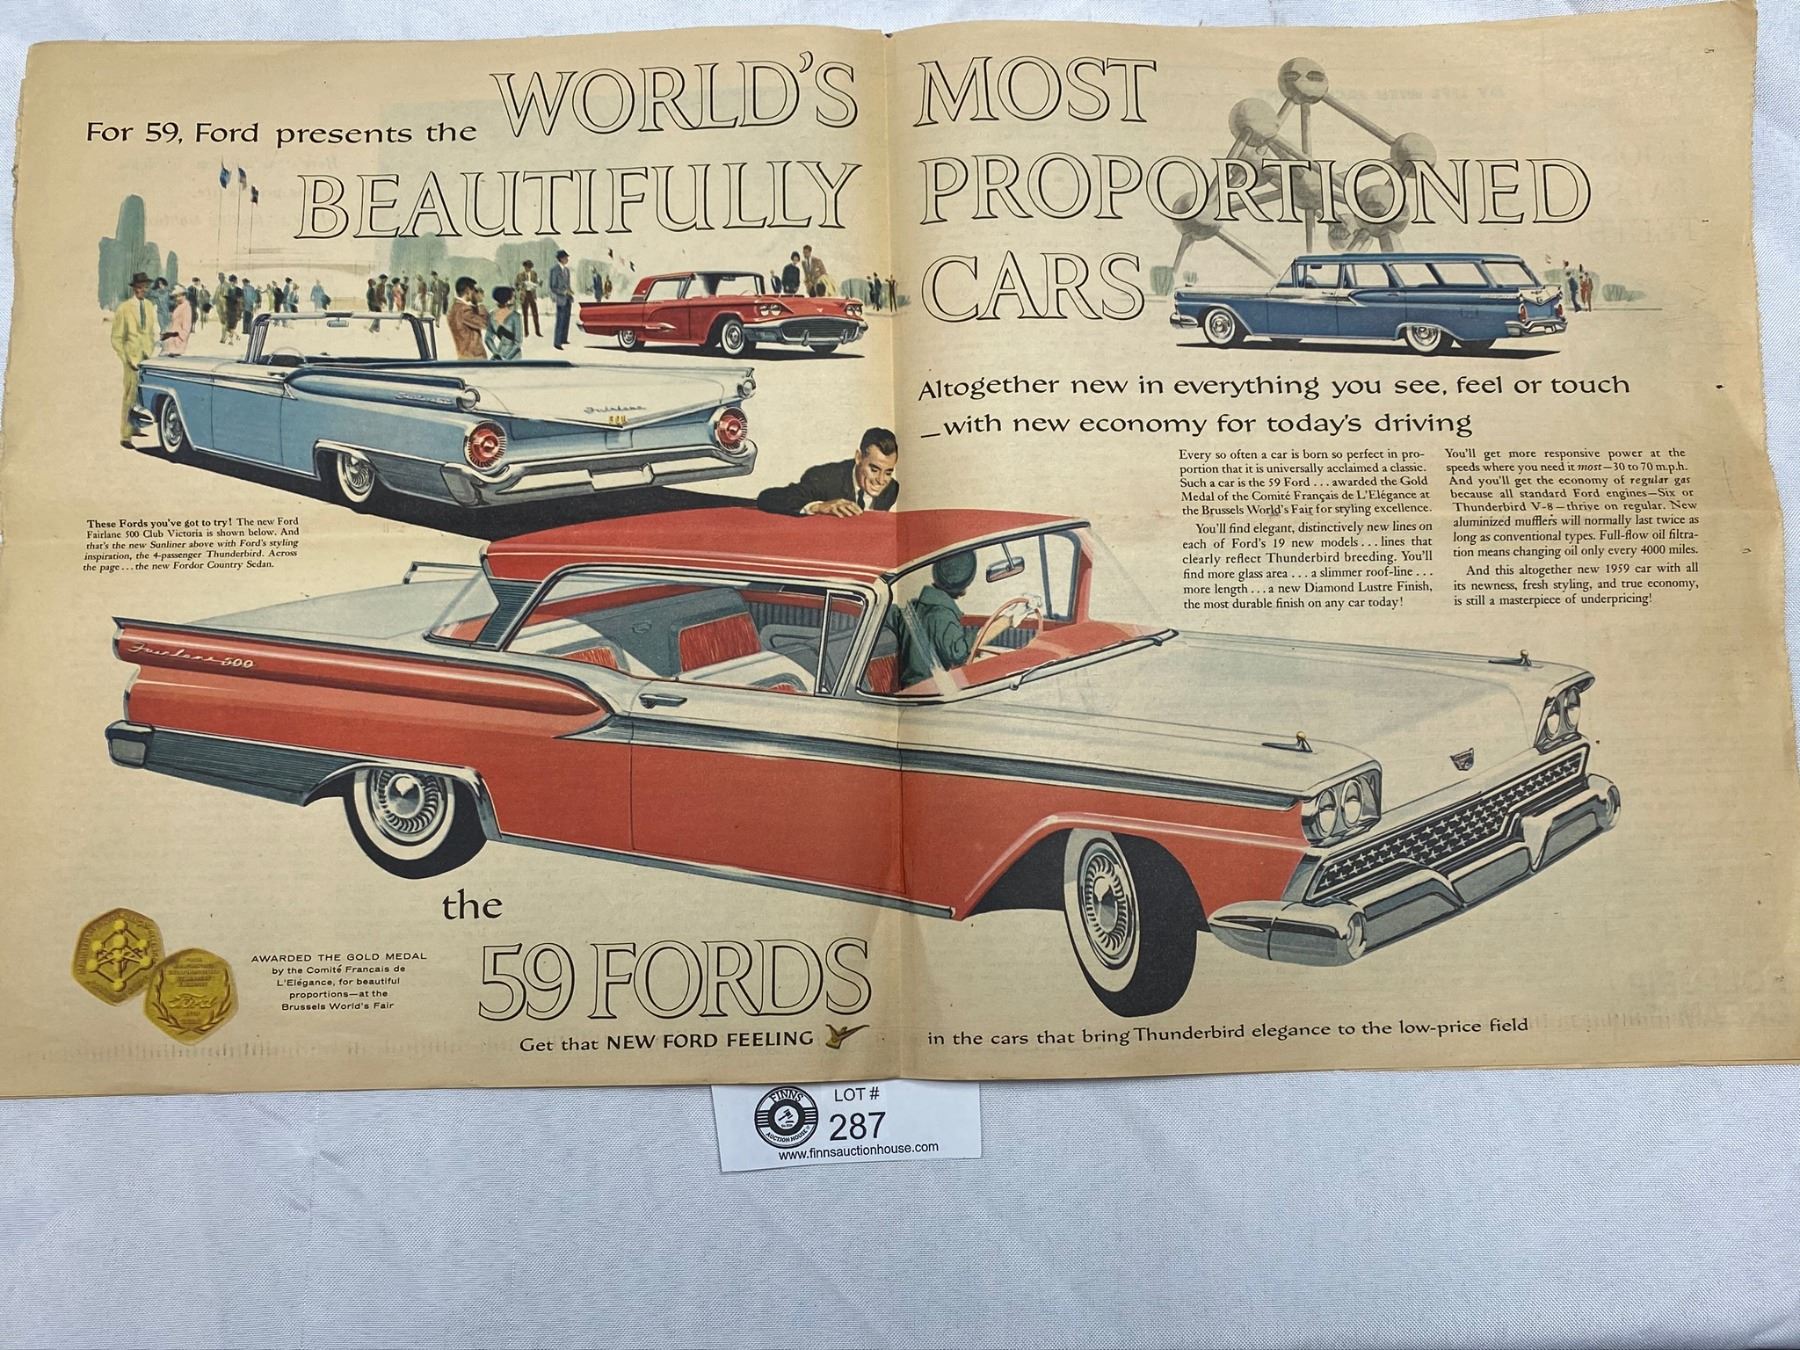 For 59, Ford presents the WORLD'S MOST
BEAUTIFULLY PROPORTIONED
CARS
Altogether new in everything you see, feel or touch
—with new economy for today's driving
Every so often a car is born so perfect in pro-
portion that it is universally acclaimed a classic.
Such a car is the 59 Ford . . . awarded the Gold
Medal of the Comité Français de L'Elégance at
the Brussels World's Fair for styling excellence.
You'll find elegant, distinctively new lines on
each of Ford's 19 new models . . . lines that
clearly reflect Thunderbird breeding. You'll
find more glass area . . . a slimmer roof-line . . .
more length . . . a new Diamond Lustre Finish,
the most durable finish on any car today!
You'll get more responsive power at the
speeds where you need it most—30 to 70 m.p.h.
And you'll get the economy of regular gas
because all standard Ford engines—Six or
Thunderbird V-8—thrive on regular. New
aluminized mufflers will normally last twice as
long as conventional types. Full-flow oil filtra-
tion means changing oil only every 4000 miles.
And this altogether new 1959 car with all
its newness, fresh styling, and true economy,
is still a masterpiece of underpricing!
Fairlane
500
These Fords you've got to try! The new Ford
Fairlane 500 Club Victoria is shown below. And
that's the new Sunliner above with Ford's styling
inspiration, the 4-passenger Thunderbird. Across
the page . . . the new Fordor Country Sedan.
Fairlane 500
the
59 FORDS
AWARDED THE GOLD MEDAL
by the Comité Français de
L'Elégance, for beautiful
proportions—at the
Brussels World's Fair
Ford
Get that NEW FORD FEELING in the cars that bring Thunderbird elegance to the low-price field
FINNS
AUCTION HOUSE
LOT #
287
www.finnsauctionhouse.com